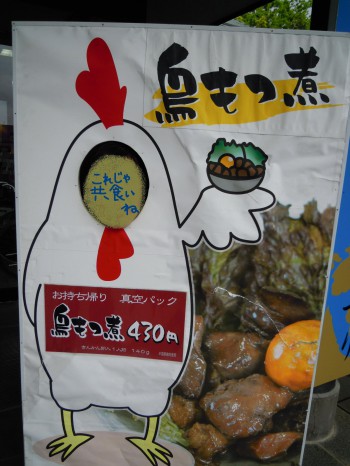 鳥もつ煮
これじゃ
共食い
ね
お持ち帰り 真空パック
鳥もつ煮 430円
140g